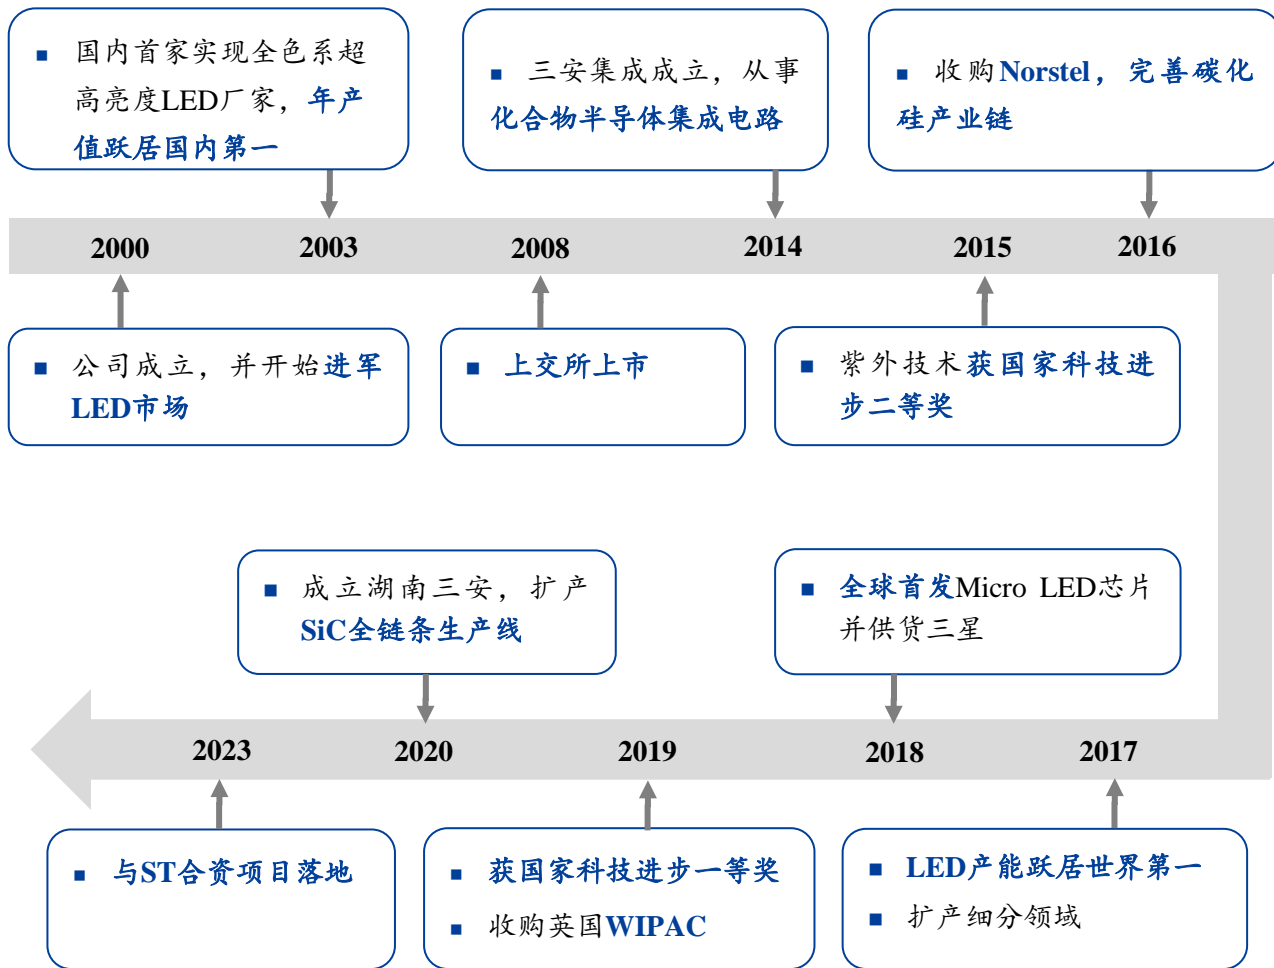 ■ 国内首家实现全色系超
高亮度LED厂家，年产
值跃居国内第一
■ 三安集成成立，从事
化合物半导体集成电路
■ 收购Norstel，完善碳化
硅产业链
2000 2003 2008 2014 2015 2016
■ 公司成立，并开始进军
LED市场
■ 上交所上市
■ 紫外技术获国家科技进
步二等奖
■ 成立湖南三安，扩产
SiC全链条生产线
■ 全球首发Micro LED芯片
并供货三星
2023 2020 2019 2018 2017
■ 与ST合资项目落地
■ 获国家科技进步一等奖
■ 收购英国WIPAC
■ LED产能跃居世界第一
■ 扩产细分领域